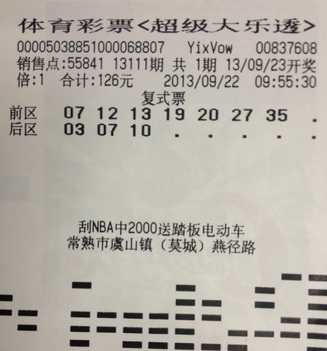 体育彩票<超级大乐透>
00005038851000068807 YixVow 00837608
销售点:55841 13111期 共 1期 13/09/23开奖
倍:1 合计:126元 2013/09/22 09:55:30
复式票
前区 07 12 13 19 20 27 35 .
后区 03 07 10 . . . . .
刮NBA中2000送踏板电动车
常熟市虞山镇（莫城）燕径路